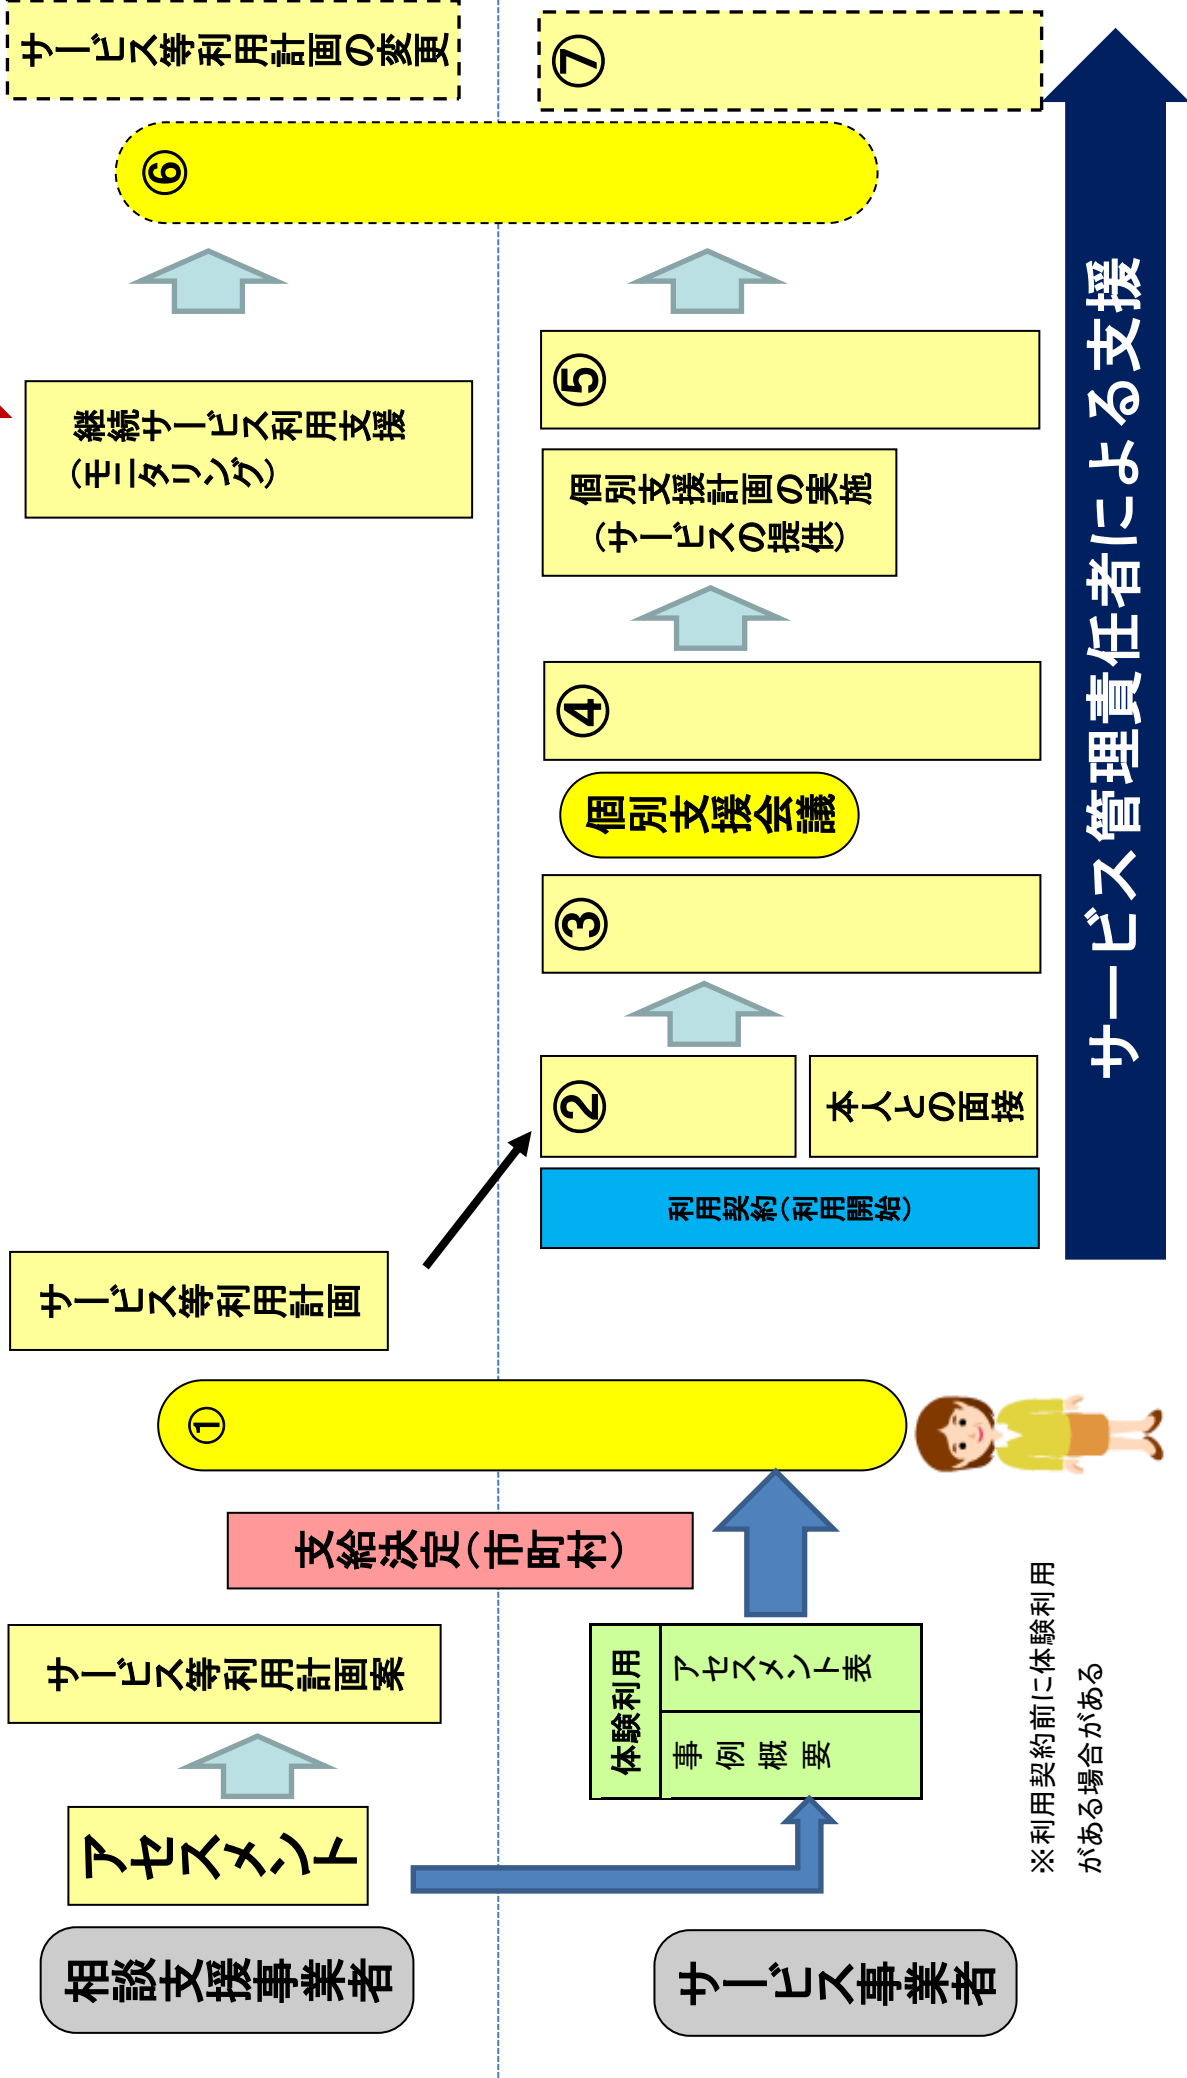 相談支援事業者
アセスメント
サービス等利用計画案
支給決定（市町村）
①
サービス等利用計画
継続サービス利用支援
（モニタリング）
⑥
サービス等利用計画の変更
サービス事業者
体験利用
事例概要
アセスメント表
利用契約（利用開始）
②
本人との面接
③
個別支援会議
④
個別支援計画の実施
（サービスの提供）
⑤
⑦
サービス管理責任者による支援
※利用契約前に体験利用
がある場合がある